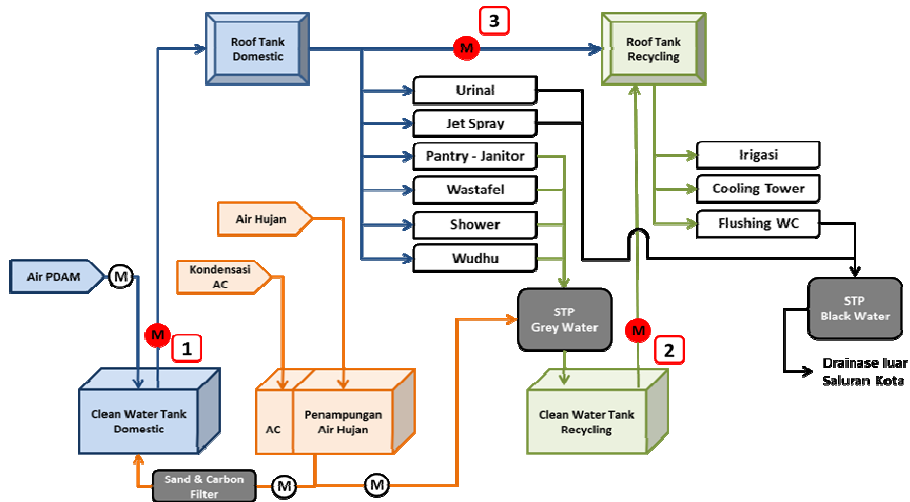 3
Roof Tank
Domestic
M
Roof Tank
Recycling
Urinal
Jet Spray
Pantry - Janitor
Wastafel
Shower
Wudhu
Irigasi
Cooling Tower
Flushing WC
Air Hujan
Kondensasi
AC
Air PDAM
M
M
1
STP
Grey Water
M
2
STP
Black Water
Drainase luar
Saluran Kota
Clean Water Tank
Domestic
AC
Penampungan
Air Hujan
Clean Water Tank
Recycling
Sand & Carbon
Filter
M
M